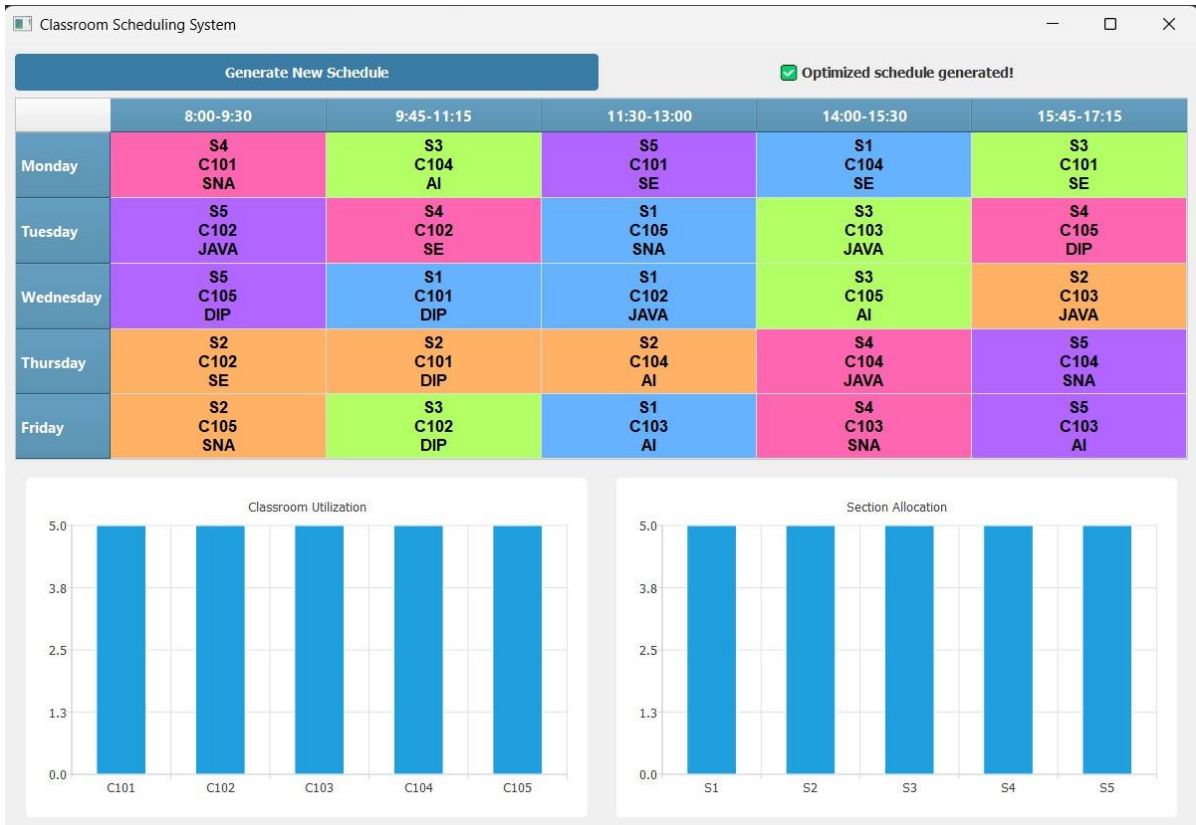 Classroom Scheduling System
Generate New Schedule
Optimized schedule generated!
8:00-9:30 9:45-11:15 11:30-13:00 14:00-15:30 15:45-17:15
S4 S3 S5 S1 S3
Monday C101 C104 C101 C104 C101
SNA AI SE SE SE
S5 S4 S1 S3 S4
Tuesday C102 C102 C105 C103 C105
JAVA SE SNA JAVA DIP
S5 S1 S1 S3 S2
Wednesday C105 C101 C102 C105 C103
DIP DIP JAVA AI JAVA
S2 S2 S2 S4 S5
Thursday C102 C101 C104 C104 C104
SE DIP AI JAVA SNA
S2 S3 S1 S4 S5
Friday C105 C102 C103 C103 C103
SNA DIP AI SNA AI
Classroom Utilization
5.0
3.8
2.5
1.3
0.0
C101 C102 C103 C104 C105
Section Allocation
5.0
3.8
2.5
1.3
0.0
S1 S2 S3 S4 S5